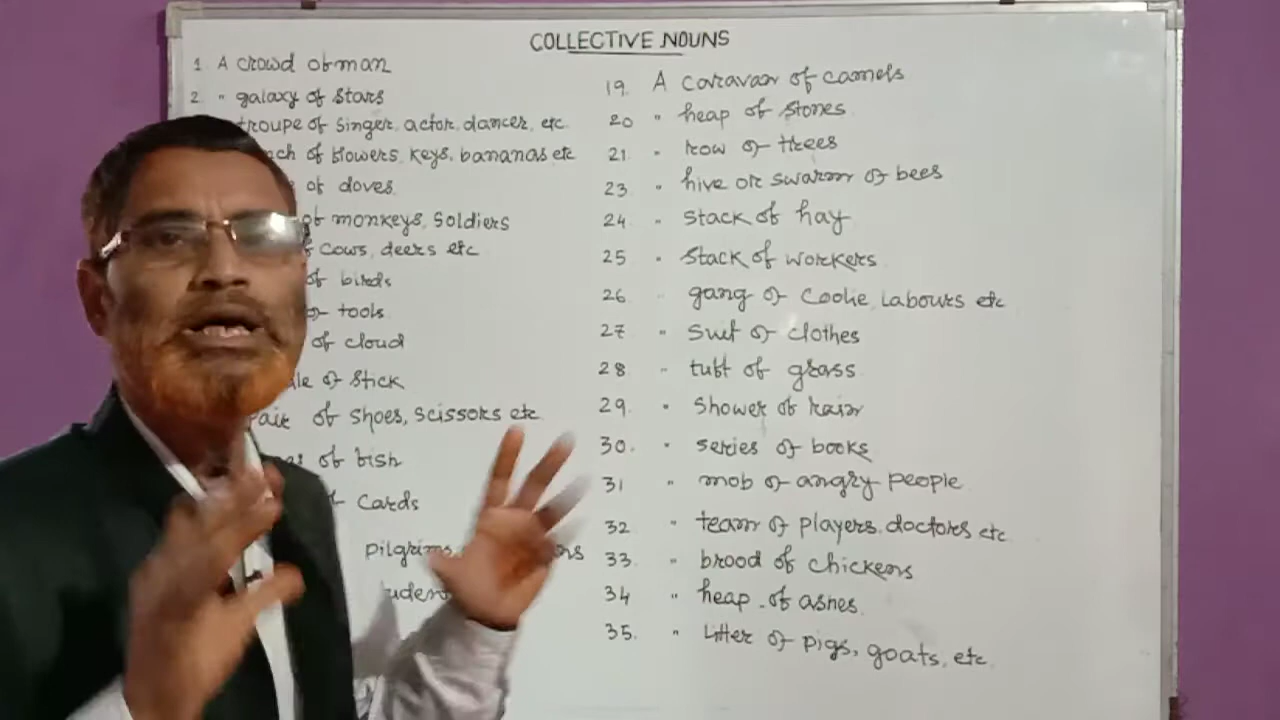 COLLECTIVE NOUNS
1. A crowd of man
2. " galaxy of stars
troupe of singer, actor, dancer, etc.
of flowers, keys, bananas etc
of doves.
of monkeys, soldiers
cows, deers etc.
of birds
tools
of cloud
of stick
Pair of shoes, scissors etc
of fish
cards
pilgrims
19. A caravan of camels
20 " heap of stones
21 " row of trees
23 " hive or swarm of bees
24 " stack of hay
25 " stack of workers
26 " gang of coolie, labours etc
27 " suit of clothes
28 " tuft of grass
29. " shower of rain
30. " series of books
31 " mob of angry people
32 " team of players, doctors etc.
33. " brood of chickens
34 " heap of ashes.
35. " Litter of pigs, goats, etc.